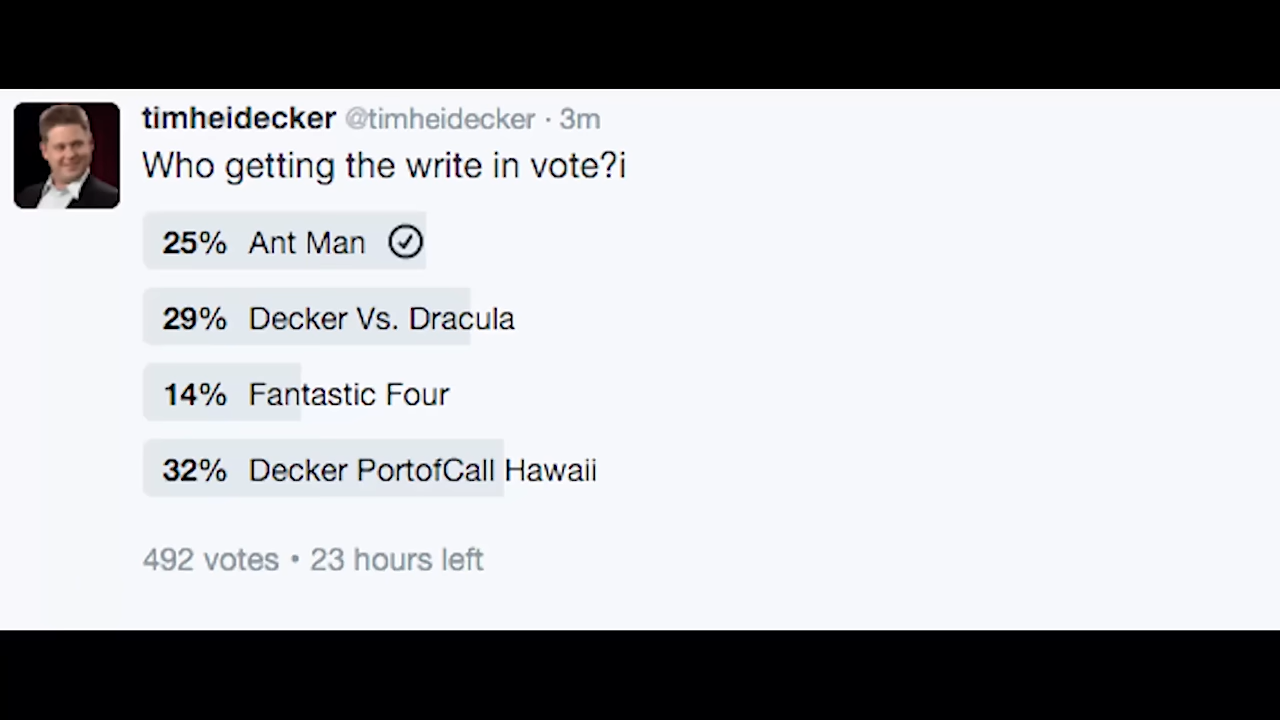 timheidecker @timheidecker · 3m
Who getting the write in vote?i
25% Ant Man
29% Decker Vs. Dracula
14% Fantastic Four
32% Decker PortofCall Hawaii
492 votes • 23 hours left